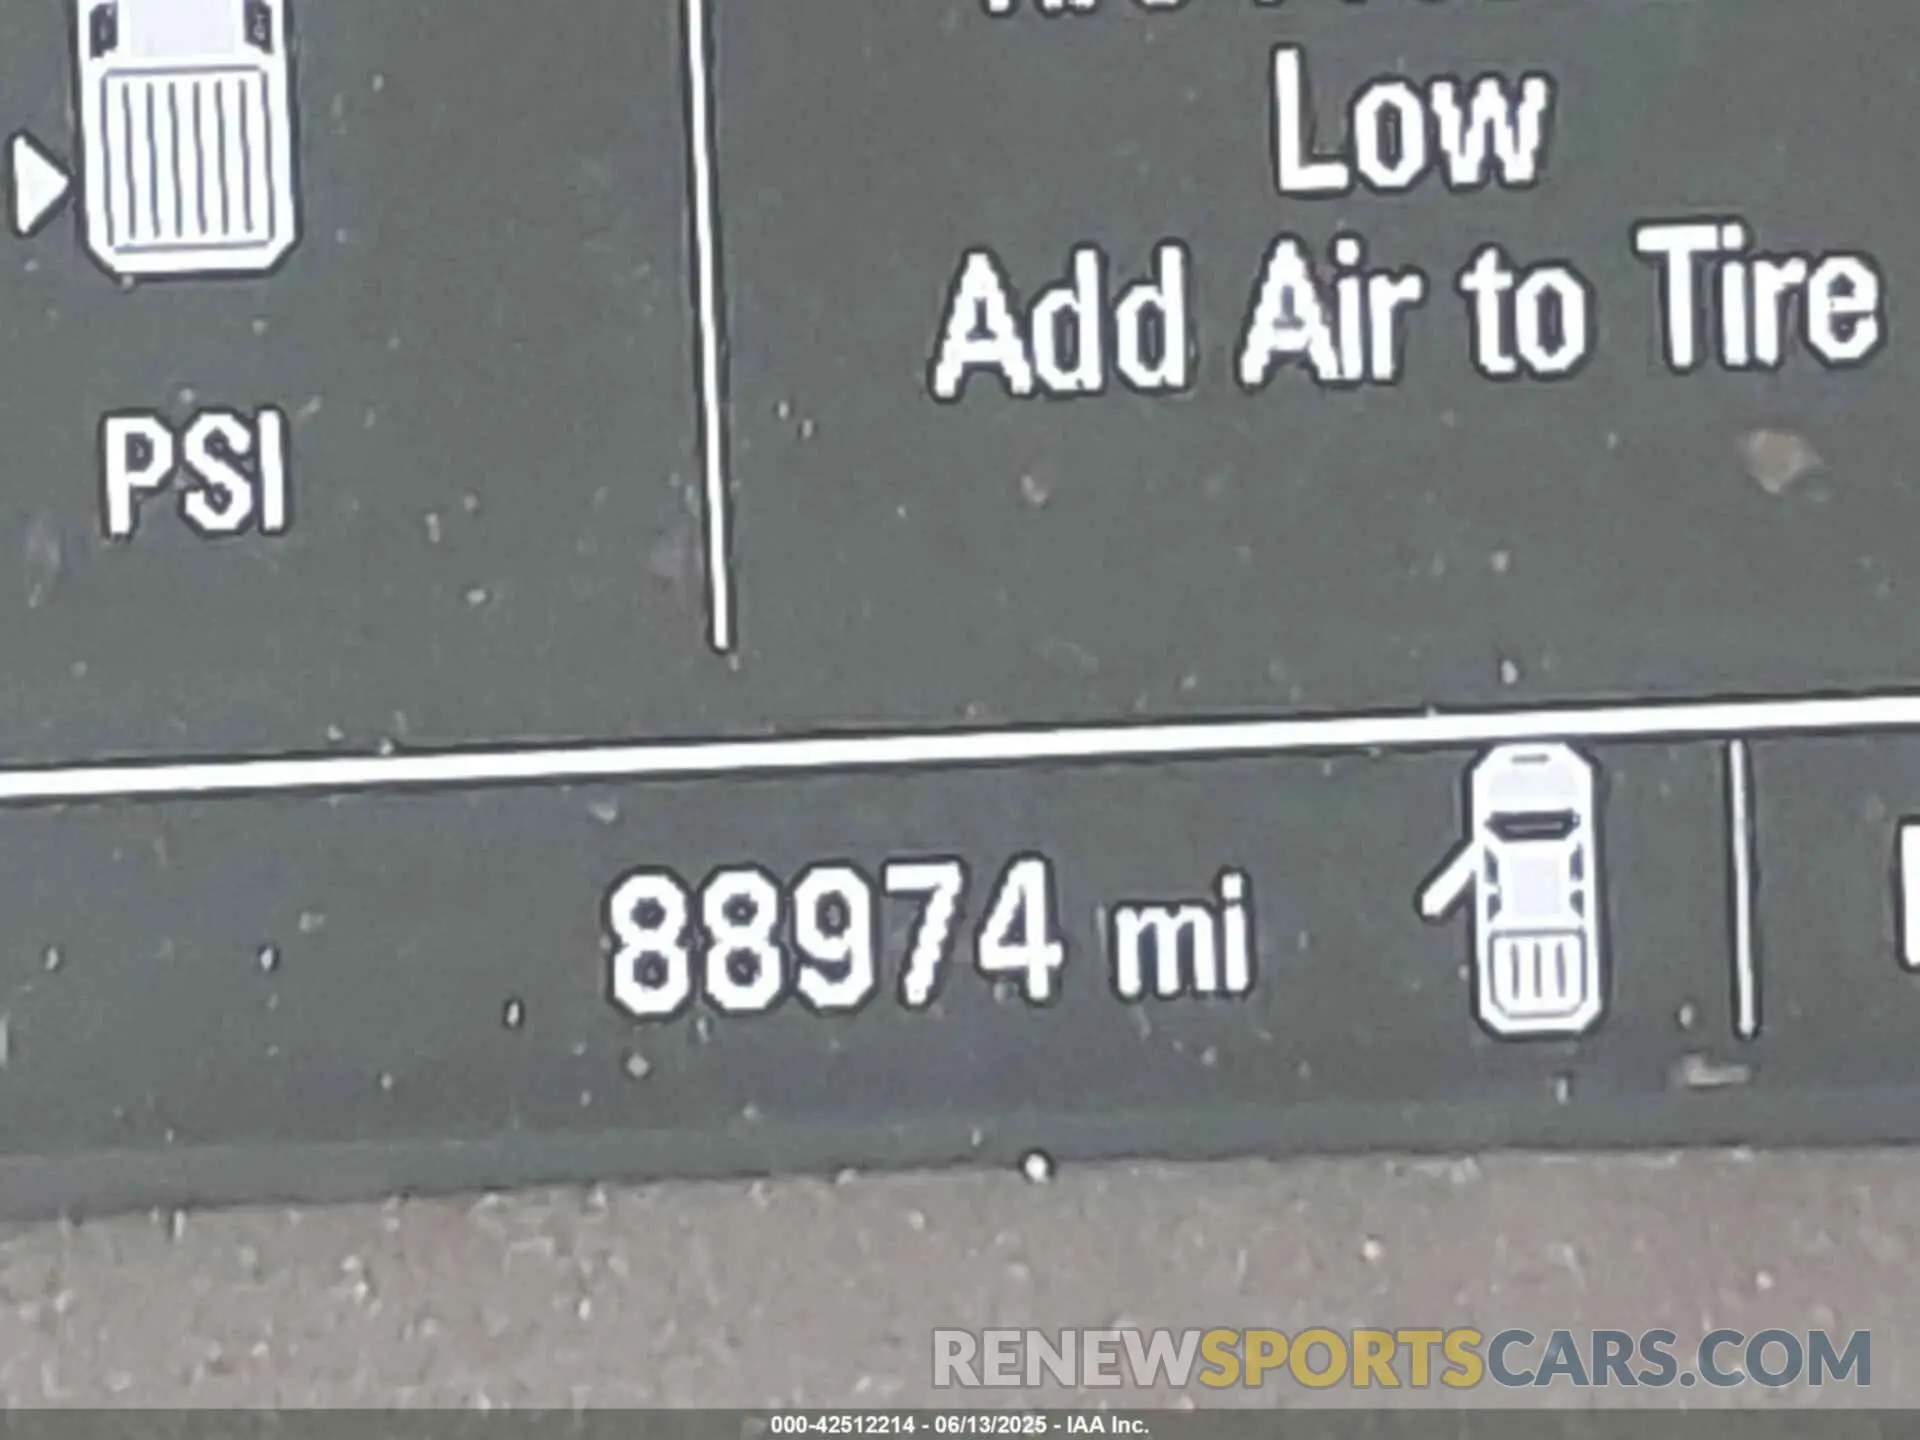 Low
Add Air to Tire
PSI
88974 mi
RENEWSPORTSCARS.COM
000-42512214 - 06/13/2025 - IAA Inc.